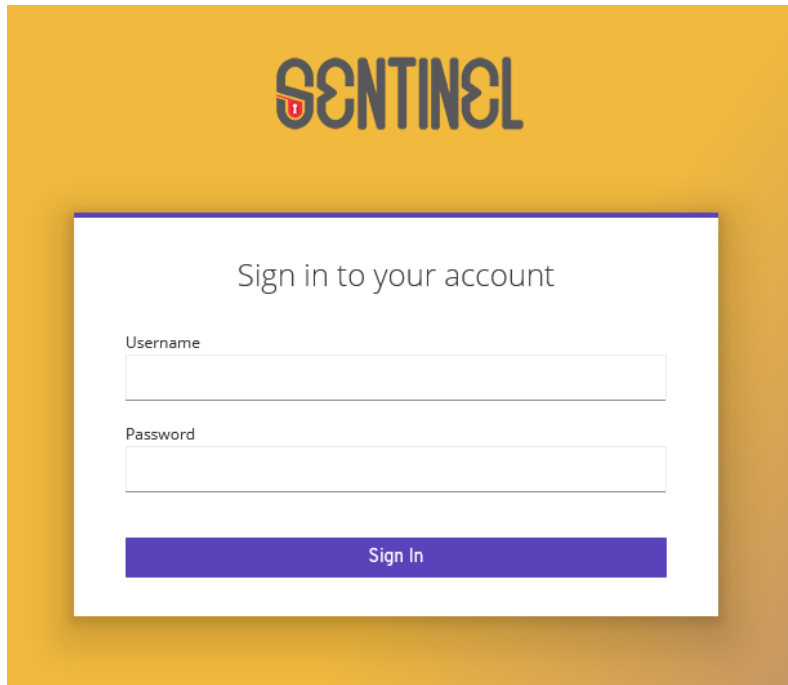 SENTINEL
Sign in to your account
Username
Password
Sign In